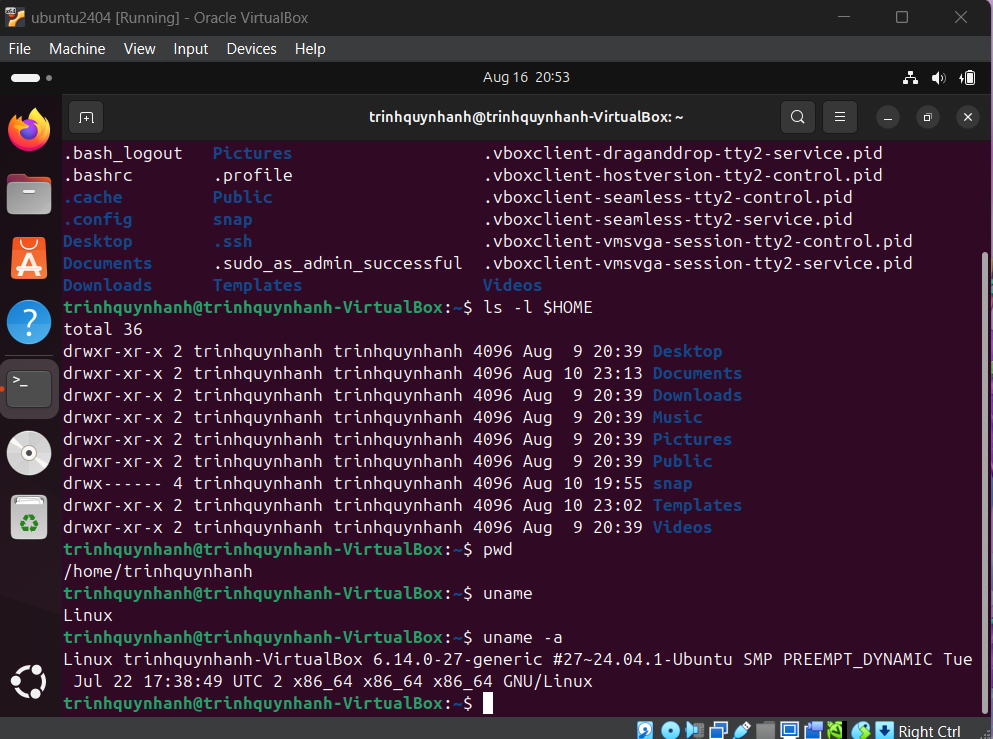 ubuntu2404 [Running] - Oracle VirtualBox
File Machine View Input Devices Help
Aug 16 20:53
trinhquynhanh@trinhquynhanh-VirtualBox: ~
.bash_logout Pictures .vboxclient-draganddrop-tty2-service.pid
.bashrc .profile .vboxclient-hostversion-tty2-control.pid
.cache Public .vboxclient-seamless-tty2-control.pid
.config snap .vboxclient-seamless-tty2-service.pid
Desktop .ssh .vboxclient-vmsvga-session-tty2-control.pid
Documents .sudo_as_admin_successful .vboxclient-vmsvga-session-tty2-service.pid
Downloads Templates Videos
trinhquynhanh@trinhquynhanh-VirtualBox:~$ ls -l $HOME
total 36
drwxr-xr-x 2 trinhquynhanh trinhquynhanh 4096 Aug  9 20:39 Desktop
drwxr-xr-x 2 trinhquynhanh trinhquynhanh 4096 Aug 10 23:13 Documents
drwxr-xr-x 2 trinhquynhanh trinhquynhanh 4096 Aug  9 20:39 Downloads
drwxr-xr-x 2 trinhquynhanh trinhquynhanh 4096 Aug  9 20:39 Music
drwxr-xr-x 2 trinhquynhanh trinhquynhanh 4096 Aug  9 20:39 Pictures
drwxr-xr-x 2 trinhquynhanh trinhquynhanh 4096 Aug  9 20:39 Public
drwx------ 4 trinhquynhanh trinhquynhanh 4096 Aug 10 19:55 snap
drwxr-xr-x 2 trinhquynhanh trinhquynhanh 4096 Aug 10 23:02 Templates
drwxr-xr-x 2 trinhquynhanh trinhquynhanh 4096 Aug  9 20:39 Videos
trinhquynhanh@trinhquynhanh-VirtualBox:~$ pwd
/home/trinhquynhanh
trinhquynhanh@trinhquynhanh-VirtualBox:~$ uname
Linux
trinhquynhanh@trinhquynhanh-VirtualBox:~$ uname -a
Linux trinhquynhanh-VirtualBox 6.14.0-27-generic #27~24.04.1-Ubuntu SMP PREEMPT_DYNAMIC Tue
Jul 22 17:38:49 UTC 2 x86_64 x86_64 x86_64 GNU/Linux
trinhquynhanh@trinhquynhanh-VirtualBox:~$
Right Ctrl